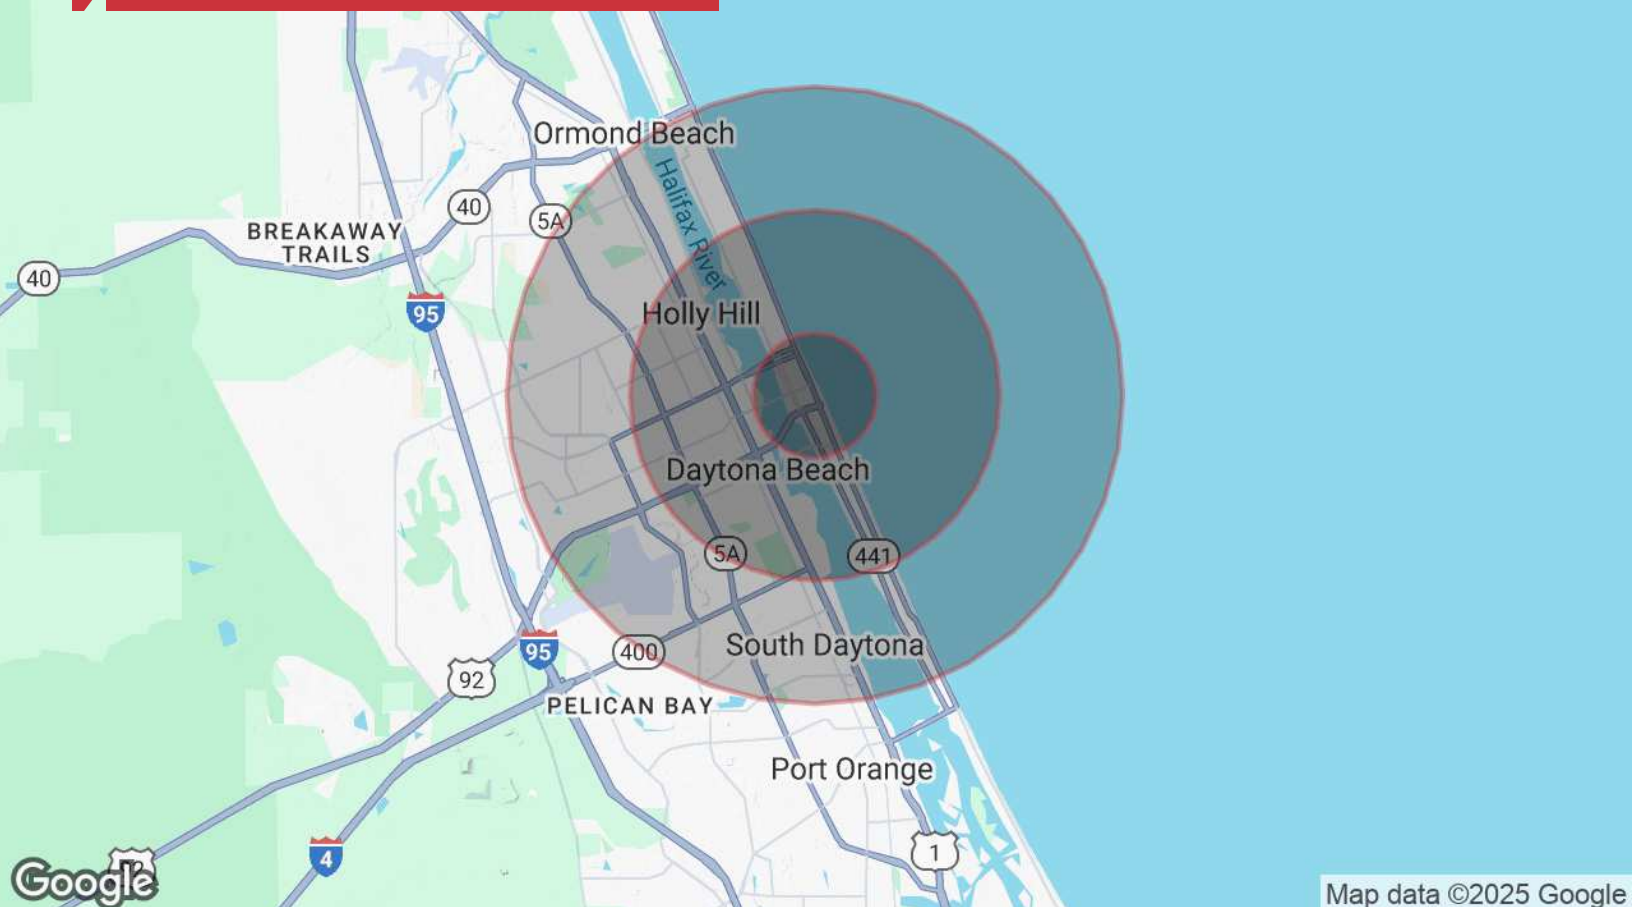 Ormond Beach
Halifax River
40
5A
BREAKAWAY
TRAILS
40
95
Holly Hill
Daytona Beach
5A
441
South Daytona
95
400
92
PELICAN BAY
Port Orange
1
4
Google
Map data ©2025 Google